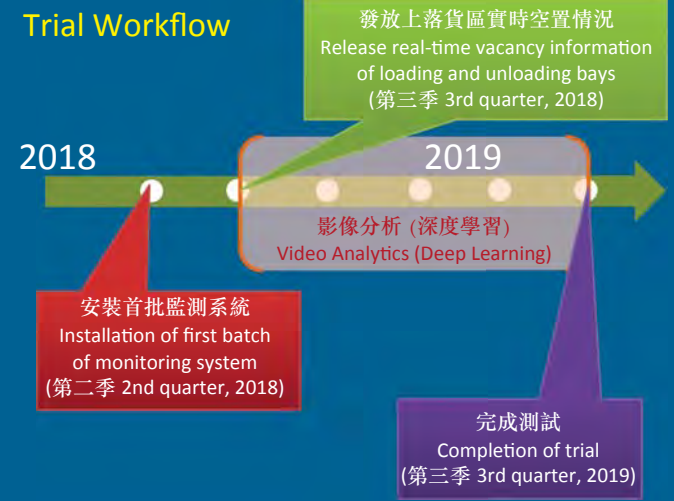 Trial Workflow
發放上落貨區實時空置情況
Release real-time vacancy information
of loading and unloading bays
(第三季 3rd quarter, 2018)
2018
2019
影像分析 (深度學習)
Video Analytics (Deep Learning)
安裝首批監測系統
Installation of first batch
of monitoring system
(第二季 2nd quarter, 2018)
完成測試
Completion of trial
(第三季 3rd quarter, 2019)